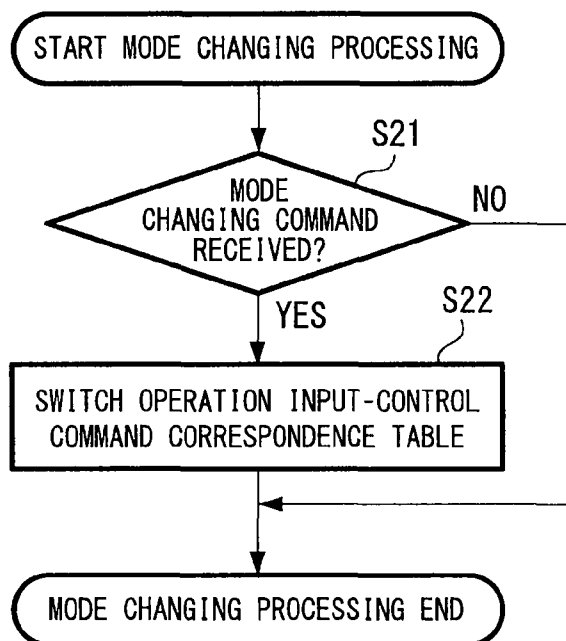 START MODE CHANGING PROCESSING
S21
MODE
CHANGING COMMAND
RECEIVED?
NO
YES
S22
SWITCH OPERATION INPUT-CONTROL
COMMAND CORRESPONDENCE TABLE
MODE CHANGING PROCESSING END